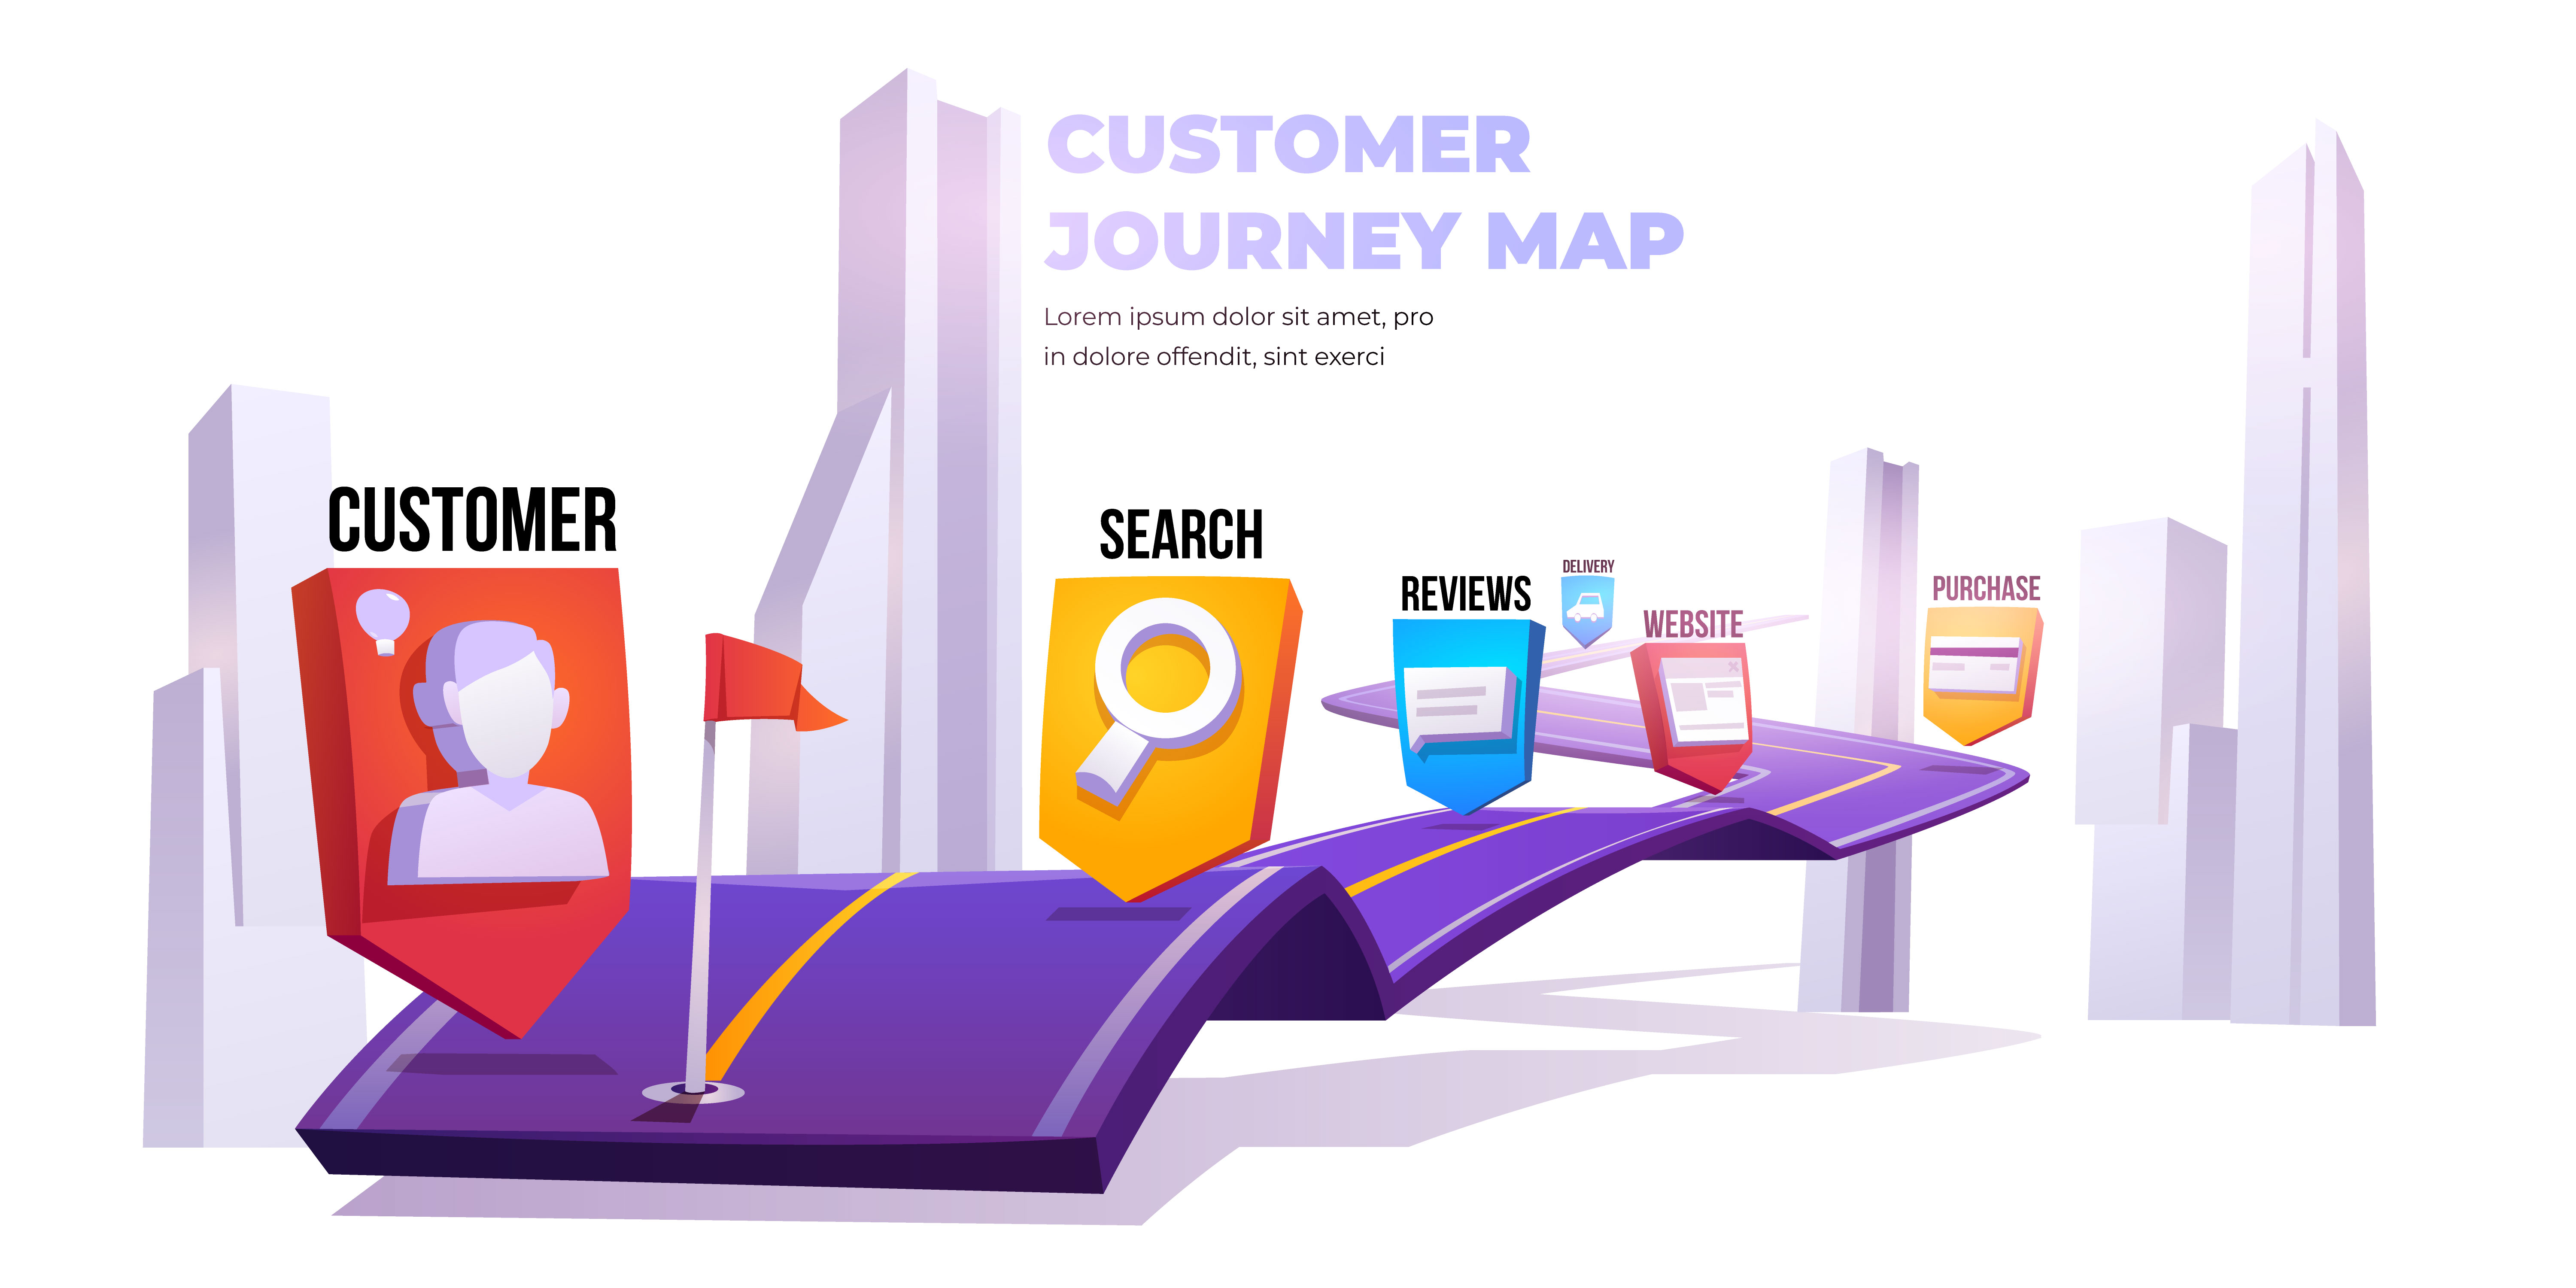 CUSTOMER
JOURNEY MAP
Lorem ipsum dolor sit amet, pro
in dolore offendit, sint exerci
CUSTOMER
SEARCH
REVIEWS
DELIVERY
WEBSITE
PURCHASE